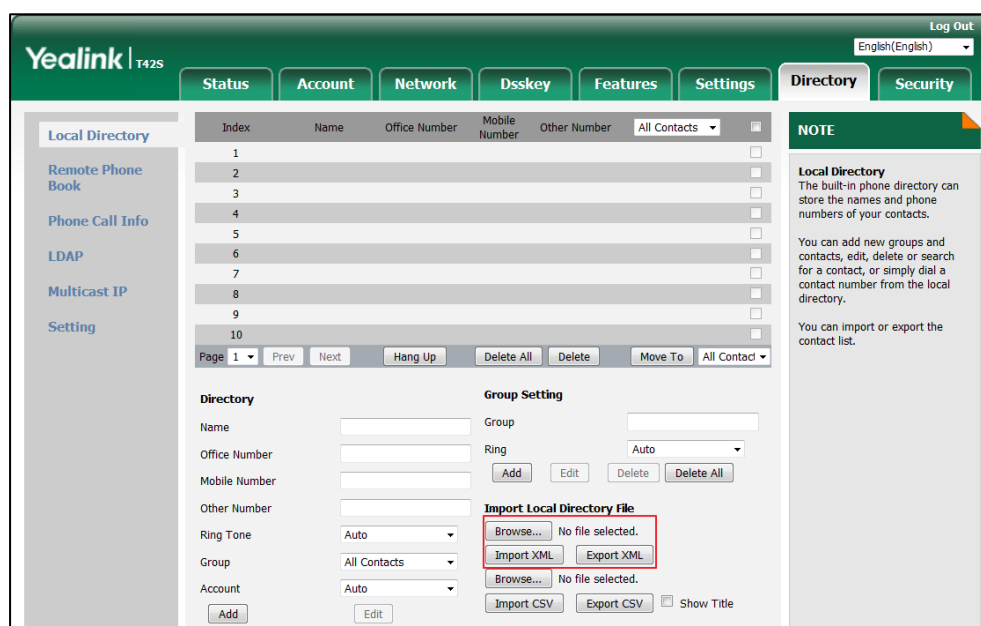 Log Out
Yealink | T42S
English(English)
Status Account Network Dsskey Features Settings Directory Security
Local Directory
Remote Phone
Book
Phone Call Info
LDAP
Multicast IP
Setting
Index Name Office Number Mobile Number Other Number All Contacts
1
2
3
4
5
6
7
8
9
10
Page 1 Prev Next Hang Up Delete All Delete Move To All Contact
Directory
Name
Office Number
Mobile Number
Other Number
Ring Tone Auto
Group All Contacts
Account Auto
Add Edit
Group Setting
Group
Ring Auto
Add Edit Delete Delete All
Import Local Directory File
Browse... No file selected.
Import XML Export XML
Browse... No file selected.
Import CSV Export CSV Show Title
NOTE
Local Directory
The built-in phone directory can
store the names and phone
numbers of your contacts.
You can add new groups and
contacts, edit, delete or search
for a contact, or simply dial a
contact number from the local
directory.
You can import or export the
contact list.